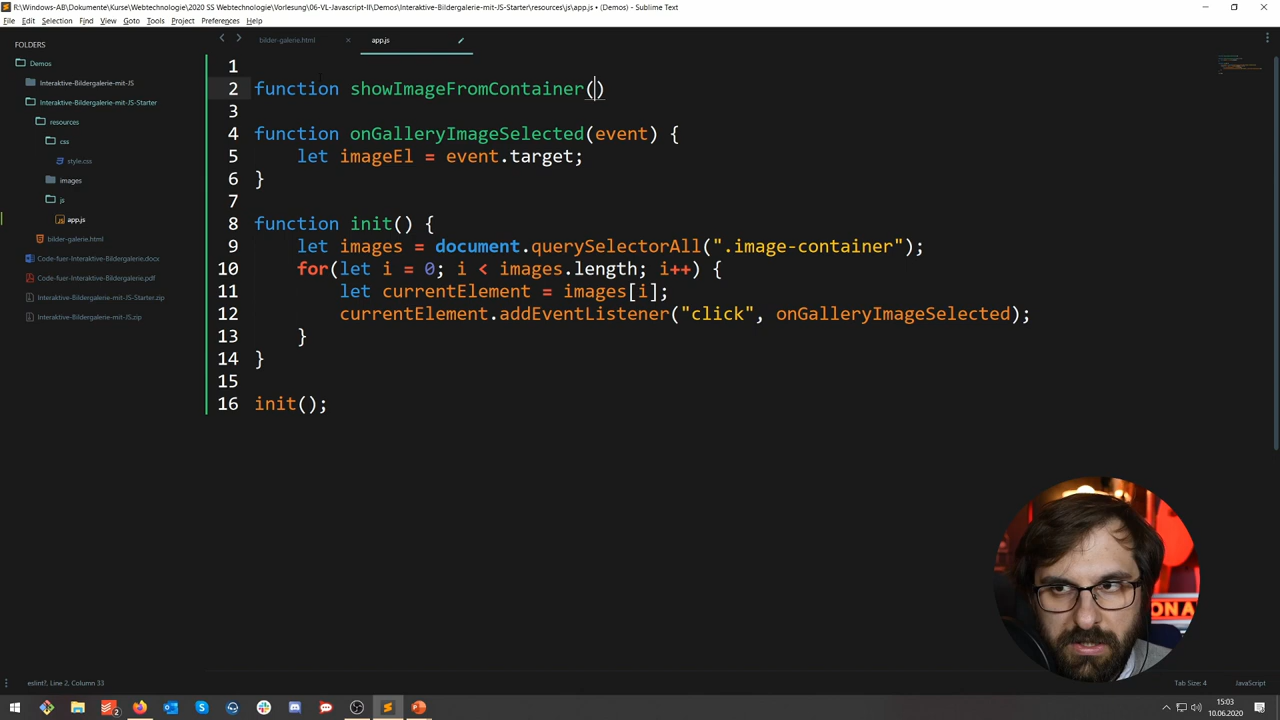 R:\Windows-AB\Dokumente\Kurse\Webtechnologie\2020 SS Webtechnologie\Vorlesung\06-VL-Javascript-II\Demos\Interaktive-Bildergalerie-mit-JS-Starter\resources\js\app.js • (Demos) - Sublime Text
File Edit Selection Find View Goto Tools Project Preferences Help
FOLDERS
Demos
Interaktive-Bildergalerie-mit-JS
Interaktive-Bildergalerie-mit-JS-Starter
resources
css
style.css
images
js
app.js
bilder-galerie.html
Code-fuer-Interaktive-Bildergalerie.docx
Code-fuer-Interaktive-Bildergalerie.pdf
Interaktive-Bildergalerie-mit-JS-Starter.zip
Interaktive-Bildergalerie-mit-JS.zip
bilder-galerie.html app.js
1
2 function showImageFromContainer()
3
4 function onGalleryImageSelected(event) {
5 let imageEl = event.target;
6 }
7
8 function init() {
9 let images = document.querySelectorAll(".image-container");
10 for(let i = 0; i < images.length; i++) {
11 let currentElement = images[i];
12 currentElement.addEventListener("click", onGalleryImageSelected);
13 }
14 }
15
16 init();
ON A
eslint?, Line 2, Column 33
Tab Size: 4 JavaScript
2
15:03
10.06.2020